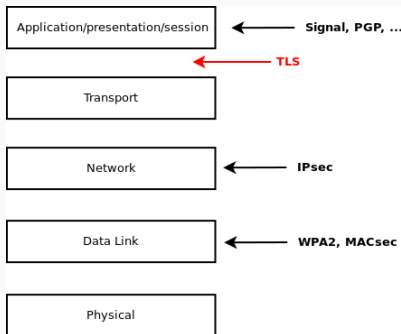 Application/presentation/session
Signal, PGP, ...
TLS
Transport
Network
IPsec
Data Link
WPA2, MACsec
Physical